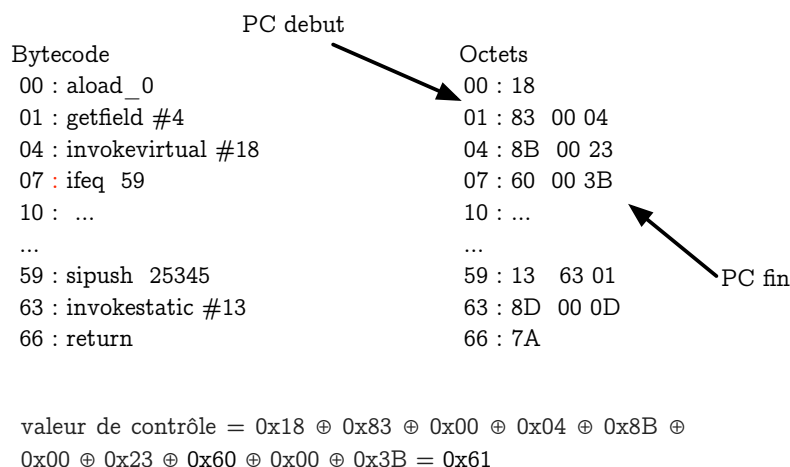 PC debut
Bytecode
00 : aload_0
01 : getfield #4
04 : invokevirtual #18
07 : ifeq 59
10 : ...
...
59 : sipush 25345
63 : invokestatic #13
66 : return
Octets
00 : 18
01 : 83 00 04
04 : 8B 00 23
07 : 60 00 3B
10 : ...
...
59 : 13 63 01
63 : 8D 00 0D
66 : 7A
PC fin
valeur de contrôle = 0x18 ⊕ 0x83 ⊕ 0x00 ⊕ 0x04 ⊕ 0x8B ⊕
0x00 ⊕ 0x23 ⊕ 0x60 ⊕ 0x00 ⊕ 0x3B = 0x61